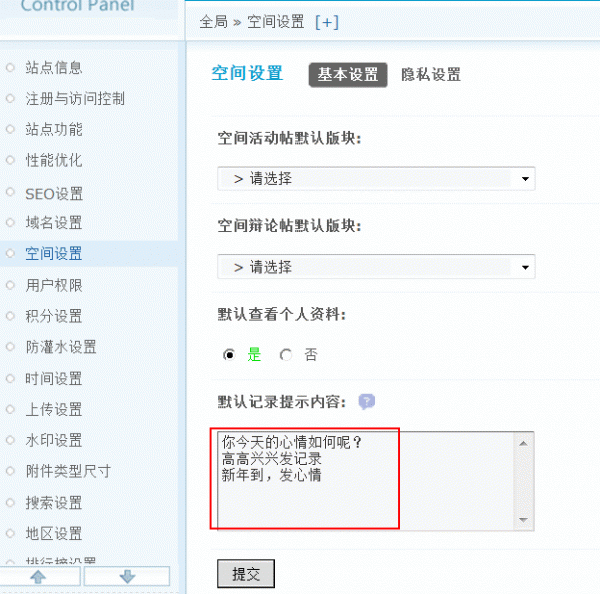 Control Panel
全局 » 空间设置 [+]
站点信息
注册与访问控制
站点功能
性能优化
SEO设置
域名设置
空间设置
用户权限
积分设置
防灌水设置
时间设置
上传设置
水印设置
附件类型尺寸
搜索设置
地区设置
排行榜设置
空间设置 基本设置 隐私设置
空间活动帖默认版块:
> 请选择
空间辩论帖默认版块:
> 请选择
默认查看个人资料:
是 否
默认记录提示内容: ?
你今天的心情如何呢？
高高兴兴发记录
新年到，发心情
提交